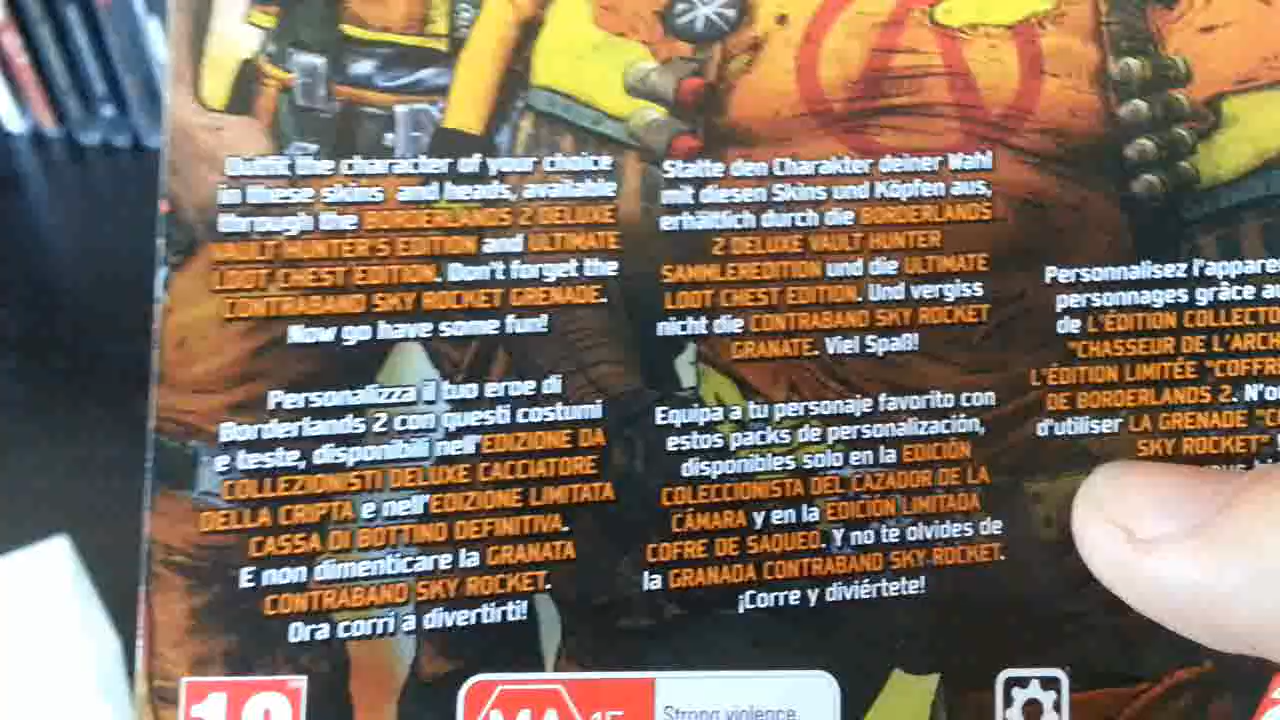 Outfit the character of your choice
in these skins and heads, available
through the BORDERLANDS 2 DELUXE
VAULT HUNTER'S EDITION and ULTIMATE
LOOT CHEST EDITION. Don't forget the
CONTRABAND SKY ROCKET GRENADE.
Now go have some fun!
Statte den Charakter deiner Wahl
mit diesen Skins und Köpfen aus,
erhältlich durch die BORDERLANDS
2 DELUXE VAULT HUNTER
SAMMLEREDITION und die ULTIMATE
LOOT CHEST EDITION. Und vergiss
nicht die CONTRABAND SKY ROCKET
GRANATE. Viel Spaß!
Personnalisez l'appare
personnages grâce
de L'ÉDITION COLLECTO
"CHASSEUR DE L'ARCH
L'ÉDITION LIMITÉE "COFFR
DE BORDERLANDS 2. N'o
d'utiliser LA GRENADE "C
SKY ROCKET"
Personalizza il tuo eroe di
Borderlands 2 con questi costumi
e teste, disponibili nell'EDIZIONE DA
COLLEZIONISTI DELUXE CACCIATORE
DELLA CRIPTA e nell'EDIZIONE LIMITATA
CASSA DI BOTTINO DEFINITIVA.
E non dimenticare la GRANATA
CONTRABAND SKY ROCKET.
Ora corri a divertirti!
Equipa a tu personaje favorito con
estos packs de personalización,
disponibles solo en la EDICIÓN
COLECCIONISTA DEL CAZADOR DE LA
CÁMARA y en la EDICIÓN LIMITADA
COFRE DE SAQUEO. Y no te olvides de
la GRANADA CONTRABAND SKY ROCKET.
¡Corre y diviértete!
18
MA 15
Strong violence,